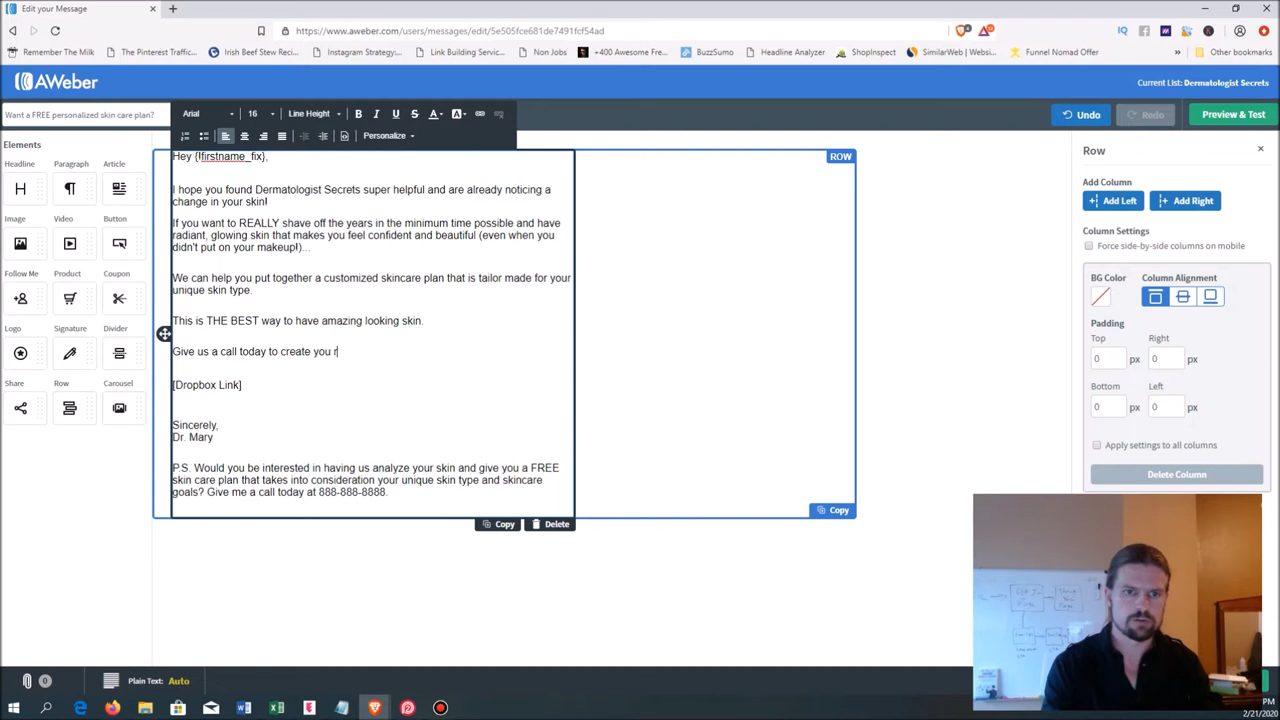 Edit your Message
https://www.aweber.com/users/messages/edit/5e505fce681de7491fcf54ad
Remember The Milk
The Pinterest Traffic...
Irish Beef Stew Reci...
Instagram Strategy:...
Link Building Servic...
Non Jobs
+400 Awesome Fre...
BuzzSumo
Headline Analyzer
ShopInspect
SimilarWeb | Websi...
Funnel Nomad Offer
Other bookmarks
AWeber
Current List: Dermatologist Secrets
Want a FREE personalized skin care plan?
Arial 16 Line Height B I U S A A
Personalize
Undo
Redo
Preview & Test
Elements
Headline Paragraph Article
Image Video Button
Follow Me Product Coupon
Logo Signature Divider
Share Row Carousel
ROW
Hey {!firstname_fix},
I hope you found Dermatologist Secrets super helpful and are already noticing a
change in your skin!
If you want to REALLY shave off the years in the minimum time possible and have
radiant, glowing skin that makes you feel confident and beautiful (even when you
didn't put on your makeup!)...
We can help you put together a customized skincare plan that is tailor made for your
unique skin type.
This is THE BEST way to have amazing looking skin.
Give us a call today to create you r
[Dropbox Link]
Sincerely,
Dr. Mary
P.S. Would you be interested in having us analyze your skin and give you a FREE
skin care plan that takes into consideration your unique skin type and skincare
goals? Give me a call today at 888-888-8888.
Copy
Copy Delete
Row
Add Column
Add Left Add Right
Column Settings
Force side-by-side columns on mobile
BG Color Column Alignment
Padding
Top Right
0 px 0 px
Bottom Left
0 px 0 px
Apply settings to all columns
Delete Column
0 Plain Text: Auto
PM
2/21/2020